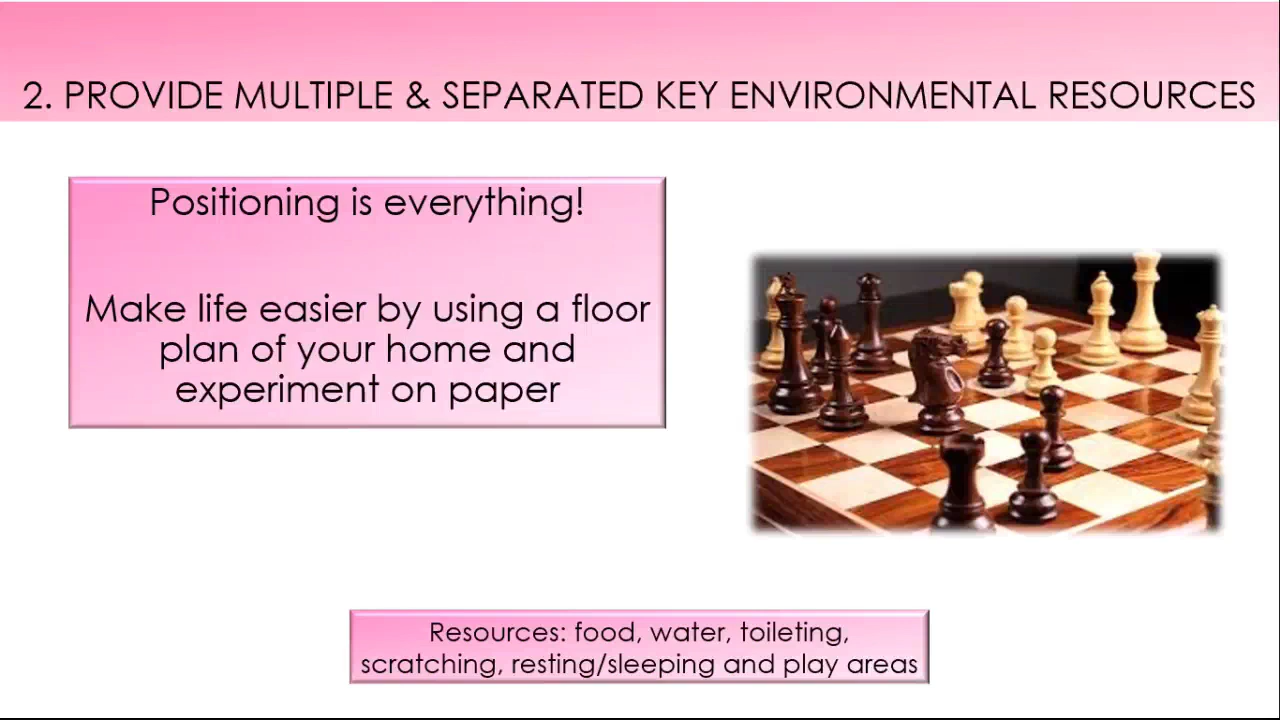 2. PROVIDE MULTIPLE & SEPARATED KEY ENVIRONMENTAL RESOURCES
Positioning is everything!
Make life easier by using a floor
plan of your home and
experiment on paper
Resources: food, water, toileting,
scratching, resting/sleeping and play areas